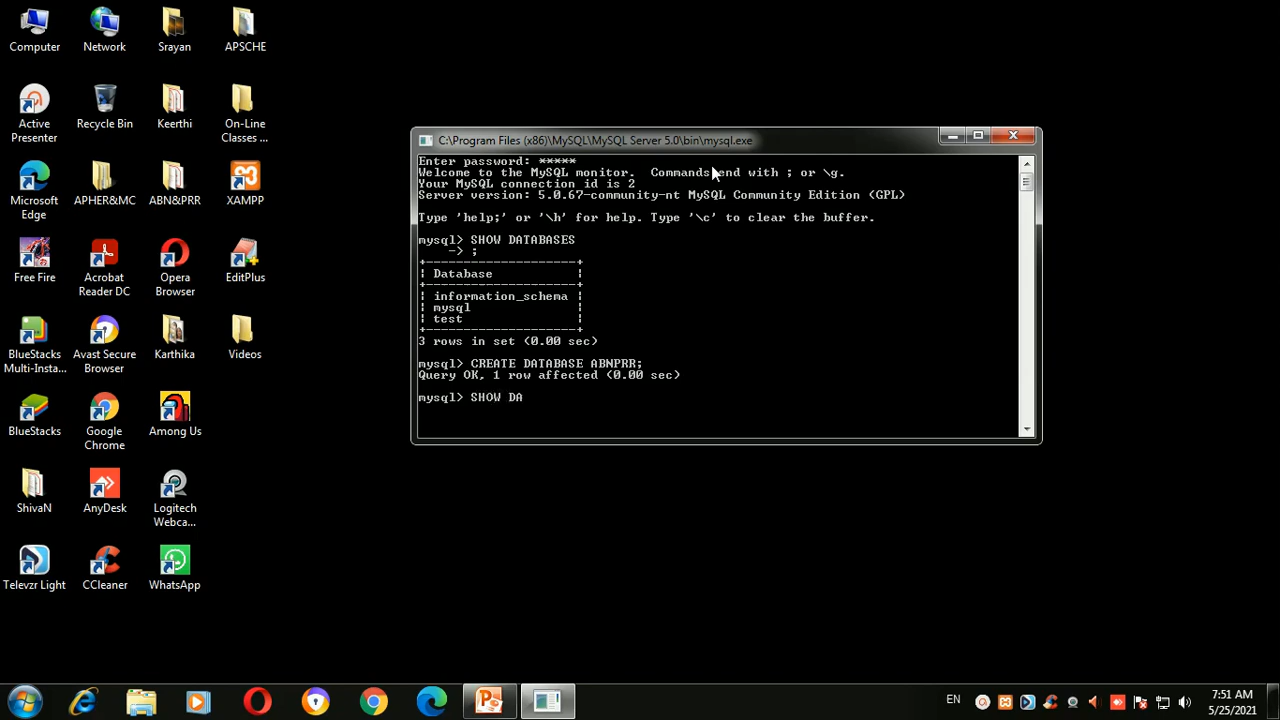 Computer
Network
Srayan
APSCHE
Active
Presenter
Recycle Bin
Keerthi
On-Line
Classes ...
Microsoft
Edge
APHER&MC
ABN&PRR
XAMPP
Free Fire
Acrobat
Reader DC
Opera
Browser
EditPlus
BlueStacks
Multi-Insta...
Avast Secure
Browser
Karthika
Videos
BlueStacks
Google
Chrome
Among Us
ShivaN
AnyDesk
Logitech
Webca...
Televzr Light
CCleaner
WhatsApp
C:\Program Files (x86)\MySQL\MySQL Server 5.0\bin\mysql.exe
Enter password: *****
Welcome to the MySQL monitor.  Commands end with ; or \g.
Your MySQL connection id is 2
Server version: 5.0.67-community-nt MySQL Community Edition (GPL)
Type 'help;' or '\h' for help. Type '\c' to clear the buffer.
mysql> SHOW DATABASES
    -> ;
+--------------------+
| Database           |
+--------------------+
| information_schema |
| mysql              |
| test               |
+--------------------+
3 rows in set (0.00 sec)
mysql> CREATE DATABASE ABNPRR;
Query OK, 1 row affected (0.00 sec)
mysql> SHOW DA
EN
7:51 AM
5/25/2021